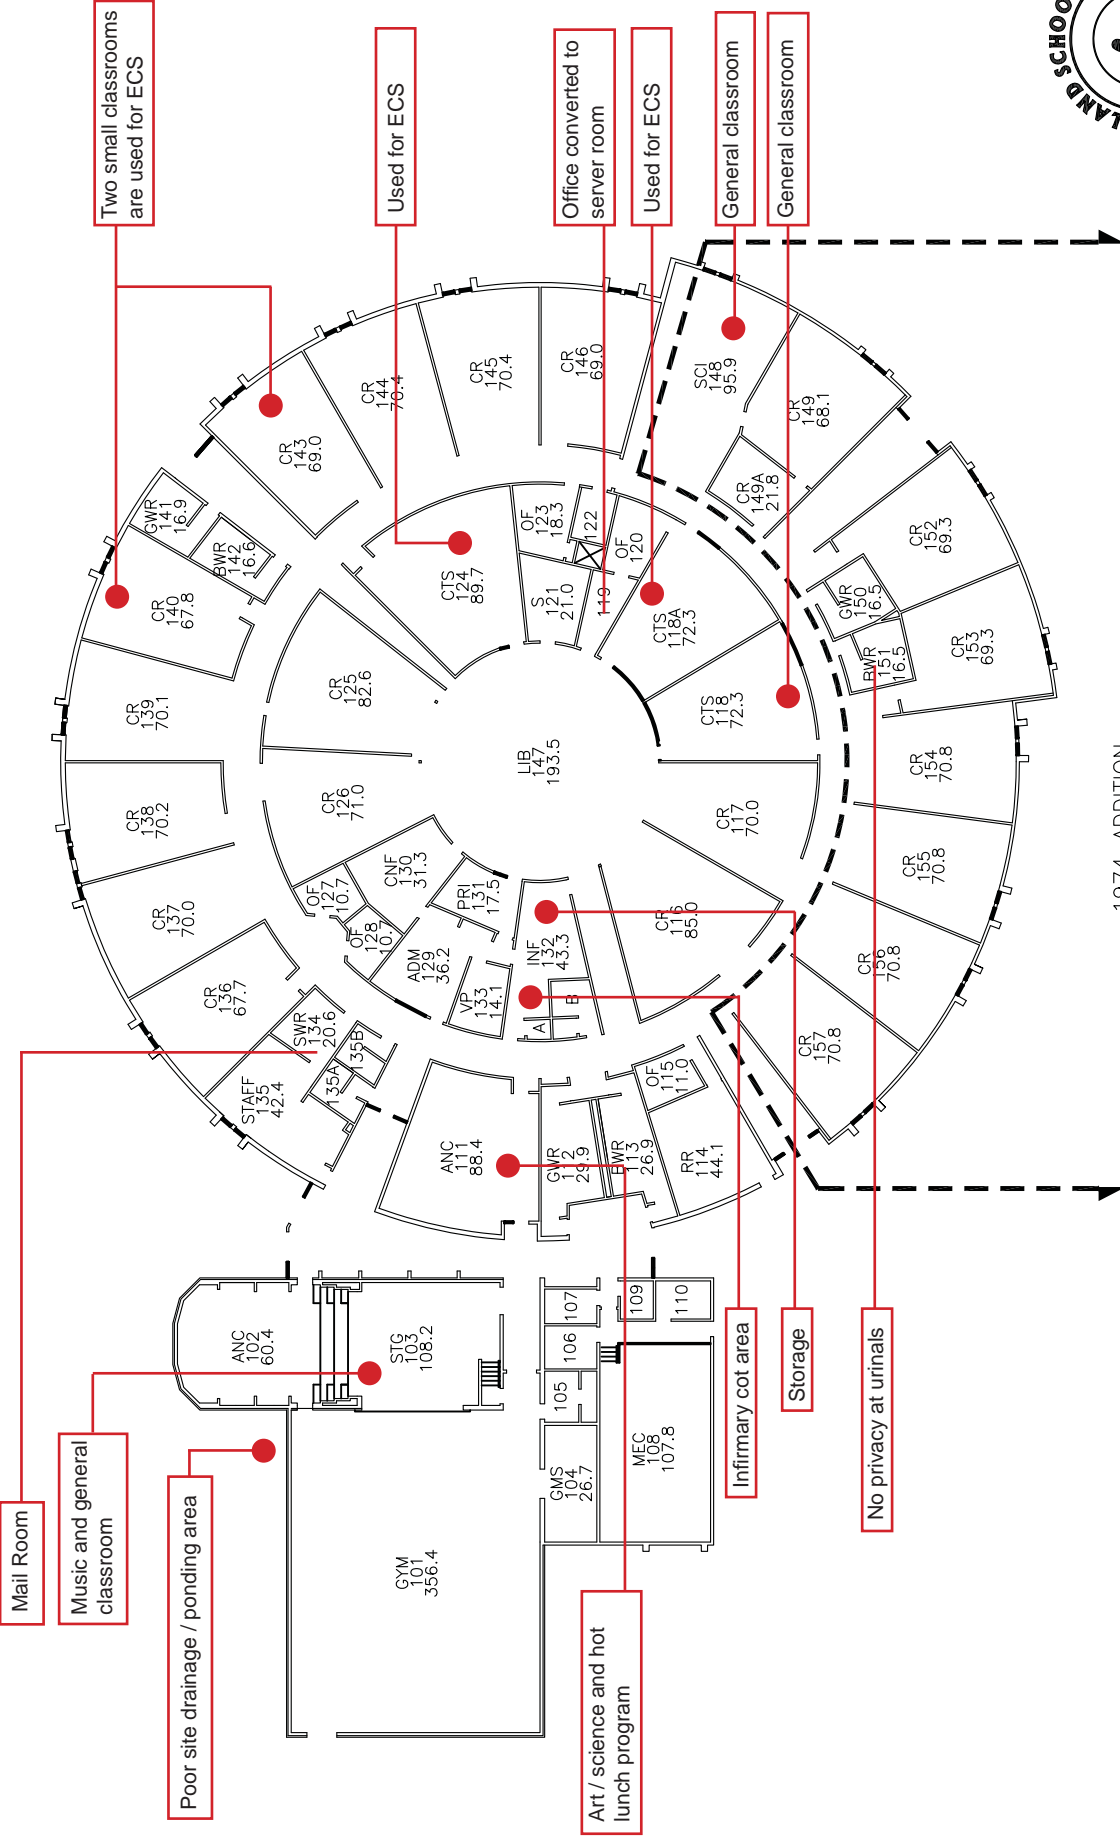 Two small classrooms
are used for ECS
Used for ECS
Office converted to
server room
Used for ECS
General classroom
General classroom
Mail Room
Music and general
classroom
Poor site drainage / ponding area
Art / science and hot
lunch program
Infirmary cot area
Storage
No privacy at urinals
GWR
141
16.9
BWR
142
16.6
CR
140
67.8
CR
139
70.1
CR
138
70.2
CR
137
70.0
CR
136
67.7
SWR
134
20.6
STAFF
135
42.4
135A
135B
CR
143
69.0
CR
144
70.4
CR
145
70.4
CR
146
69.0
SCI
148
95.9
CR
149
68.1
CR
149A
21.8
CR
152
69.3
GWR
150
16.5
BWR
151
16.5
CR
153
69.3
CR
154
70.8
CR
155
70.8
CR
156
70.8
CR
157
70.8
CTS
124
89.7
OF
123
18.3
122
OF
120
S
121
21.0
119
CTS
118A
72.3
CTS
118
72.3
CR
117
70.0
CR
116
85.0
CR
125
82.6
CR
126
71.0
LIB
147
193.5
OF
127
10.7
OF
128
10.7
CNF
130
31.3
PRI
131
17.5
ADM
129
36.2
VP
133
14.1
INF
132
43.3
A
B
ANC
111
88.4
GWR
112
29.9
BWR
113
26.9
RR
114
44.1
OF
115
11.0
ANC
102
60.4
STG
103
108.2
GYM
101
356.4
GMS
104
26.7
105
106
107
MEC
108
107.8
109
110
1974 ADDITION
LAND SCHOO